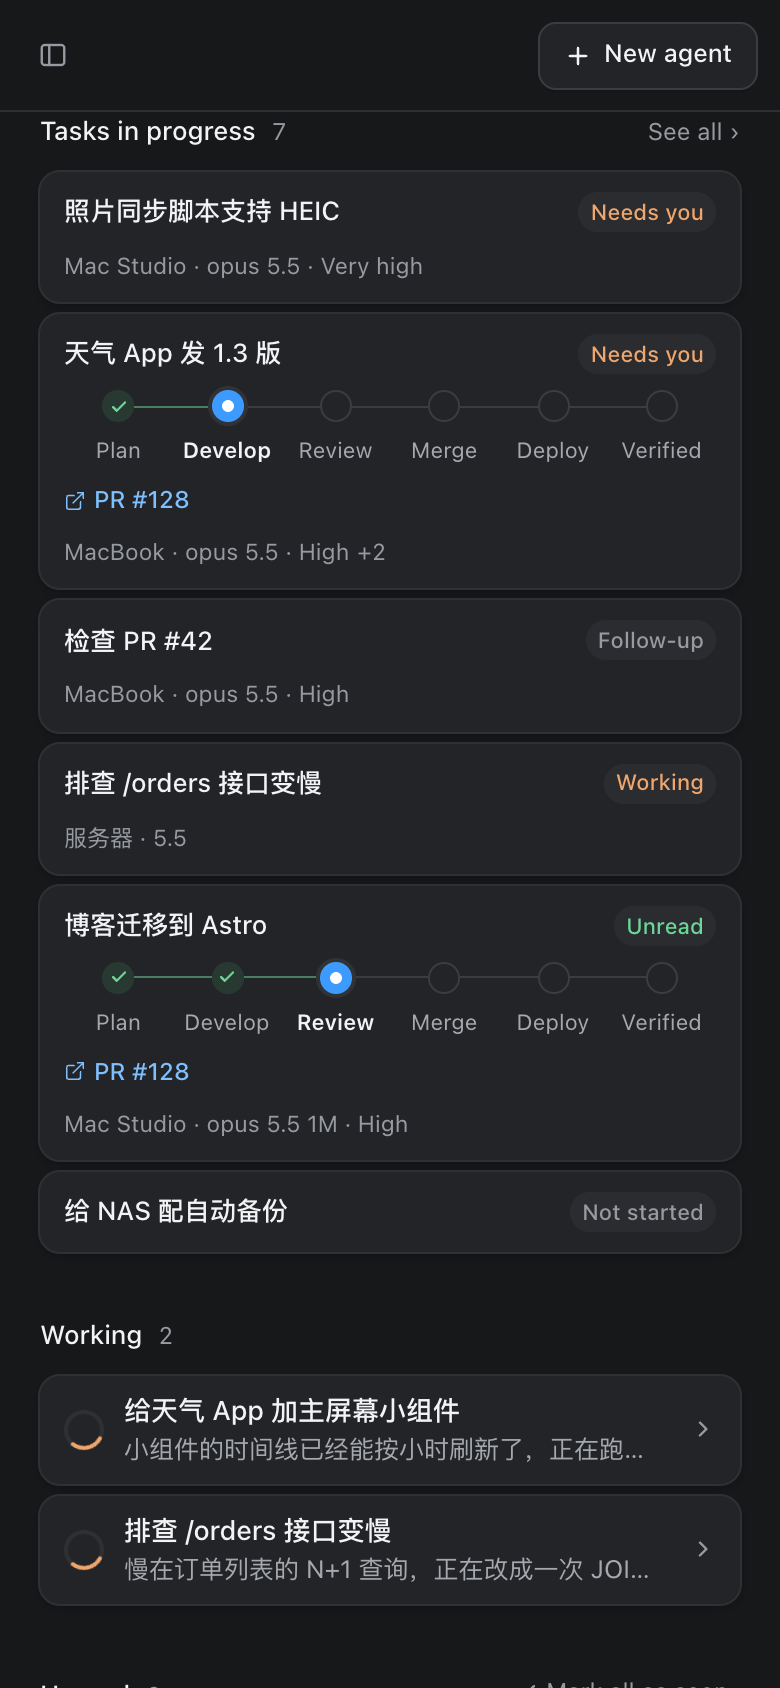 New agent
Tasks in progress 7
See all ›
照片同步脚本支持 HEIC
Needs you
Mac Studio · opus 5.5 · Very high
天气 App 发 1.3 版
Needs you
Plan Develop Review Merge Deploy Verified
PR #128
MacBook · opus 5.5 · High +2
检查 PR #42
Follow-up
MacBook · opus 5.5 · High
排查 /orders 接口变慢
Working
服务器 · 5.5
博客迁移到 Astro
Unread
Plan Develop Review Merge Deploy Verified
PR #128
Mac Studio · opus 5.5 1M · High
给 NAS 配自动备份
Not started
Working 2
给天气 App 加主屏幕小组件
小组件的时间线已经能按小时刷新了，正在跑...
排查 /orders 接口变慢
慢在订单列表的 N+1 查询，正在改成一次 JOI...